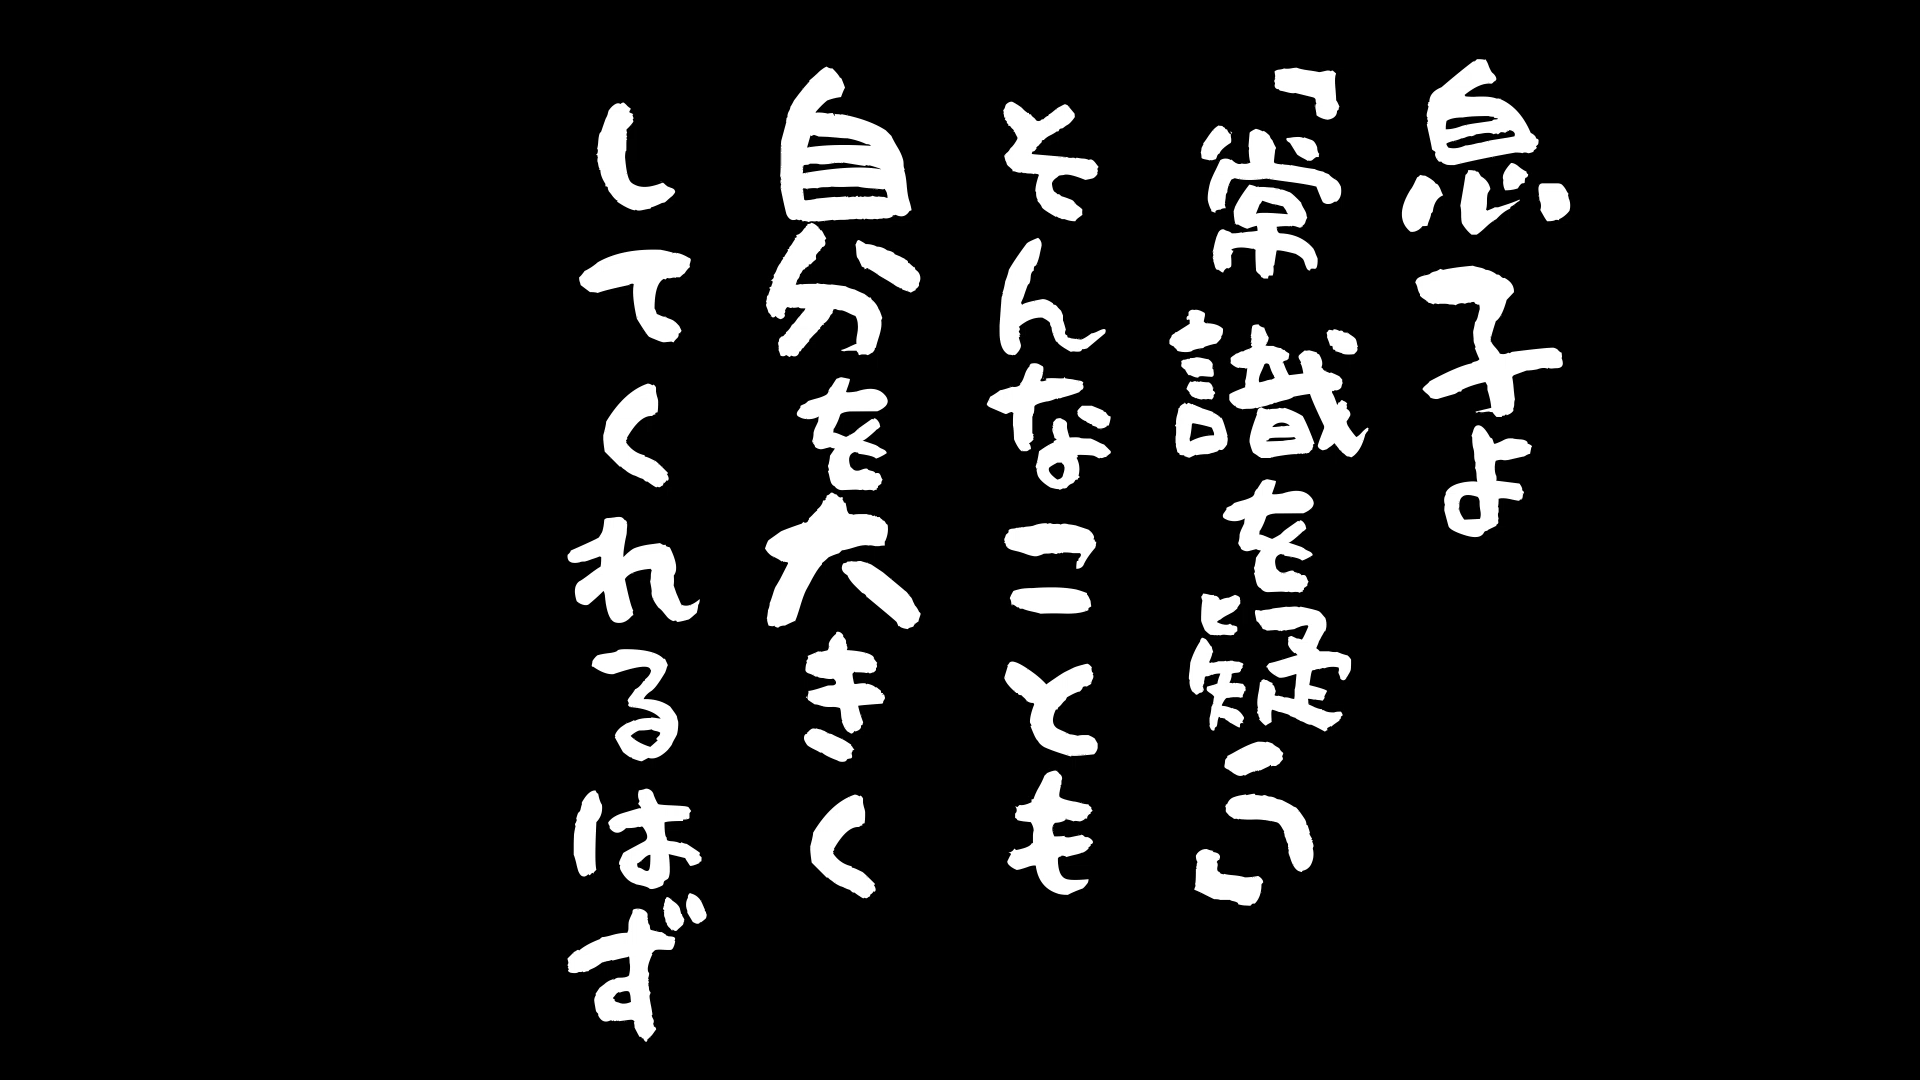 息子よ
「常識を疑う」
そんなことも
自分を大きく
してくれるはず